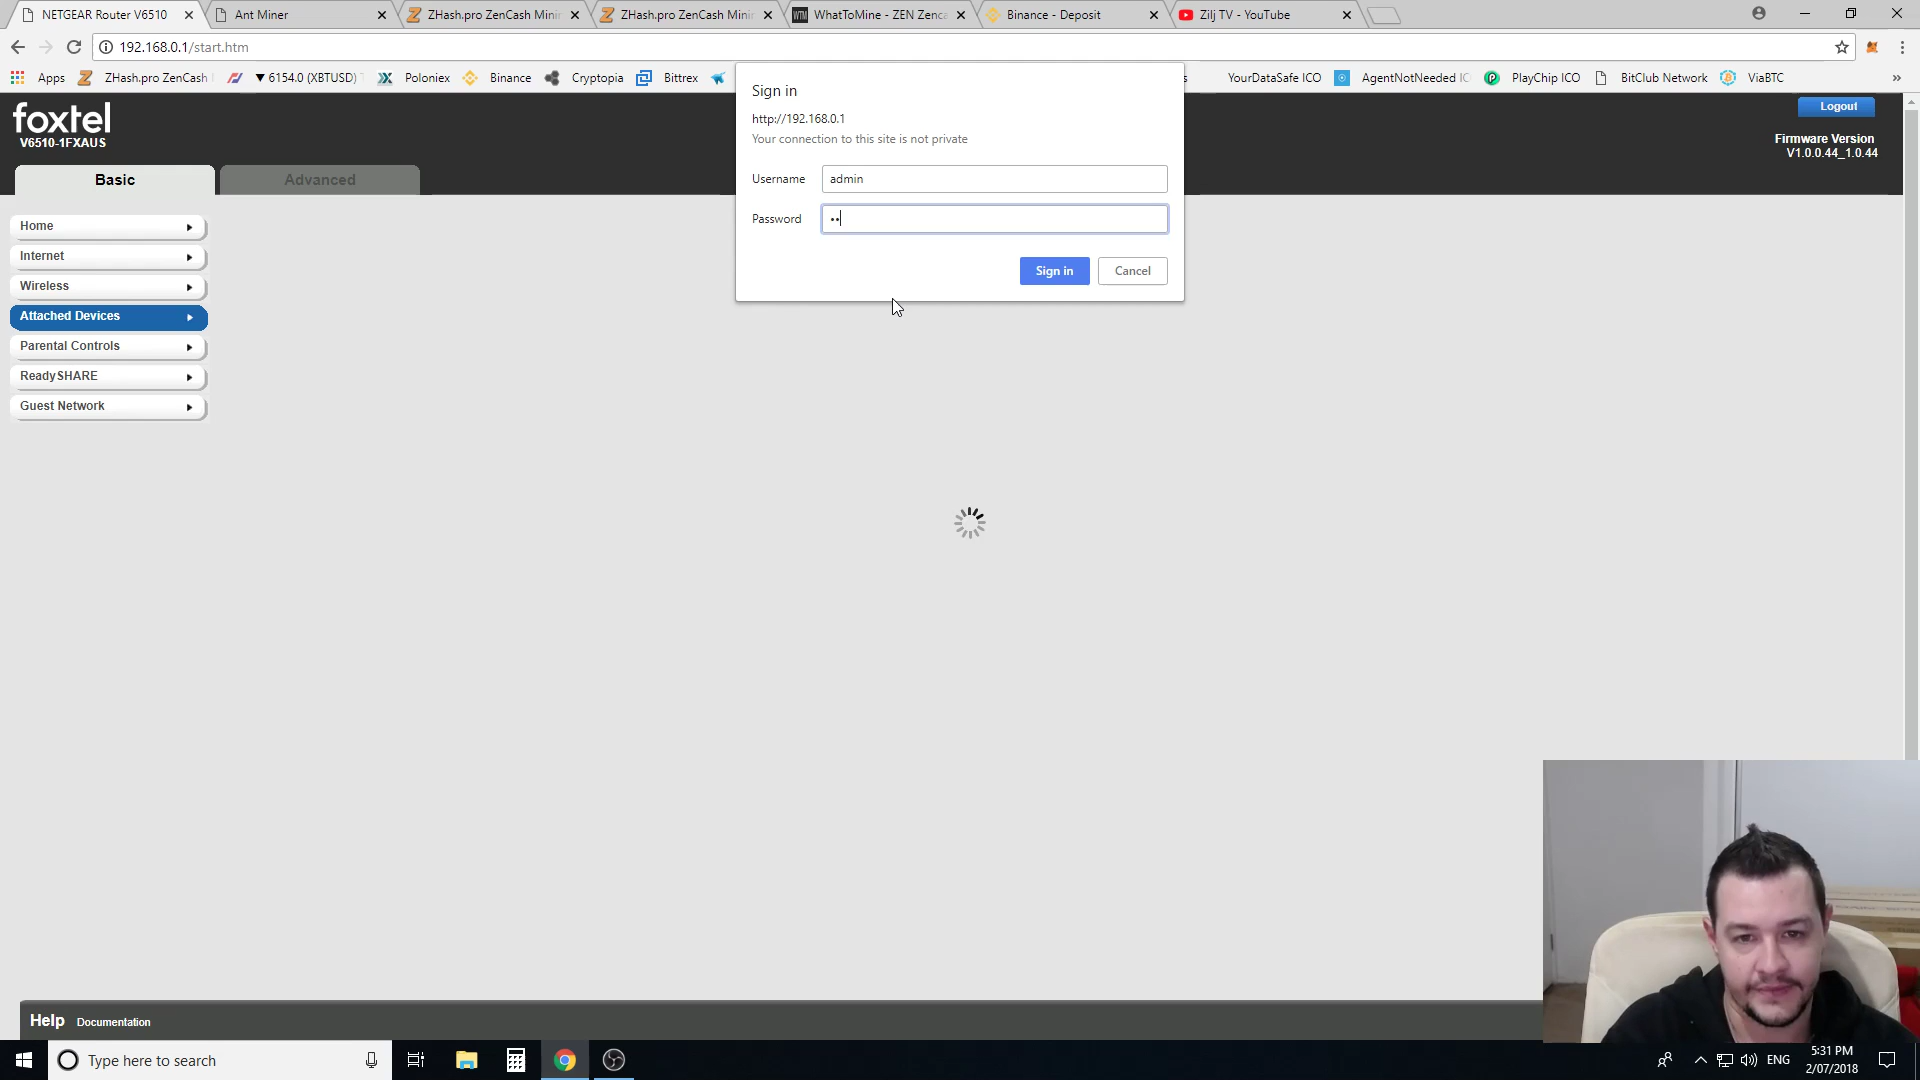 NETGEAR Router V6510
Ant Miner
ZHash.pro ZenCash Mini
ZHash.pro ZenCash Mini
WTM WhatToMine - ZEN Zenca
Binance - Deposit
Zilj TV - YouTube
192.168.0.1/start.htm
Apps
ZHash.pro ZenCash
▼ 6154.0 (XBTUSD)
Poloniex
Binance
Cryptopia
Bittrex
s
YourDataSafe ICO
AgentNotNeeded IC
PlayChip ICO
BitClub Network
ViaBTC
»
foxtel
V6510-1FXAUS
Logout
Firmware Version
V1.0.0.44_1.0.44
Basic
Advanced
Sign in
http://192.168.0.1
Your connection to this site is not private
Username
admin
Password
••
Sign in
Cancel
Home
Internet
Wireless
Attached Devices
Parental Controls
ReadySHARE
Guest Network
Help Documentation
Type here to search
ENG
5:31 PM
2/07/2018